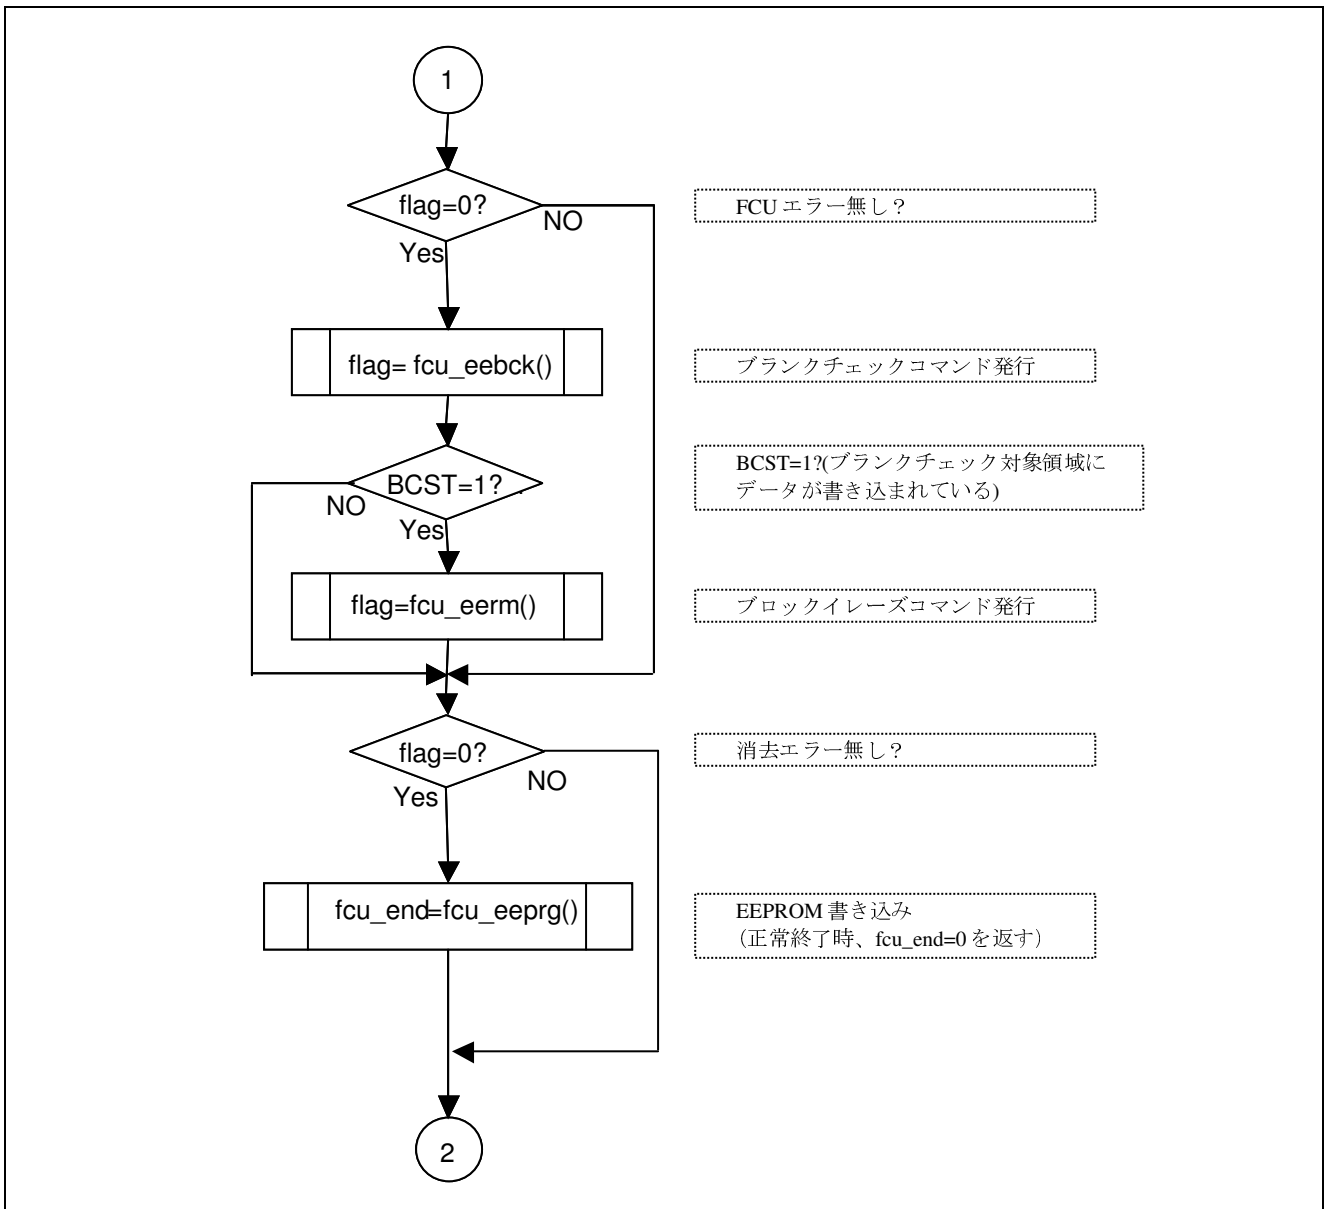 1
flag=0?
NO
Yes
FCU エラー無し？
flag= fcu_eebck()
ブランクチェックコマンド発行
BCST=1?
NO
Yes
BCST=1?(ブランクチェック対象領域に
データが書き込まれている)
flag=fcu_eerm()
ブロックイレーズコマンド発行
flag=0?
NO
Yes
消去エラー無し？
fcu_end=fcu_eeprg()
EEPROM 書き込み
（正常終了時、fcu_end=0 を返す）
2